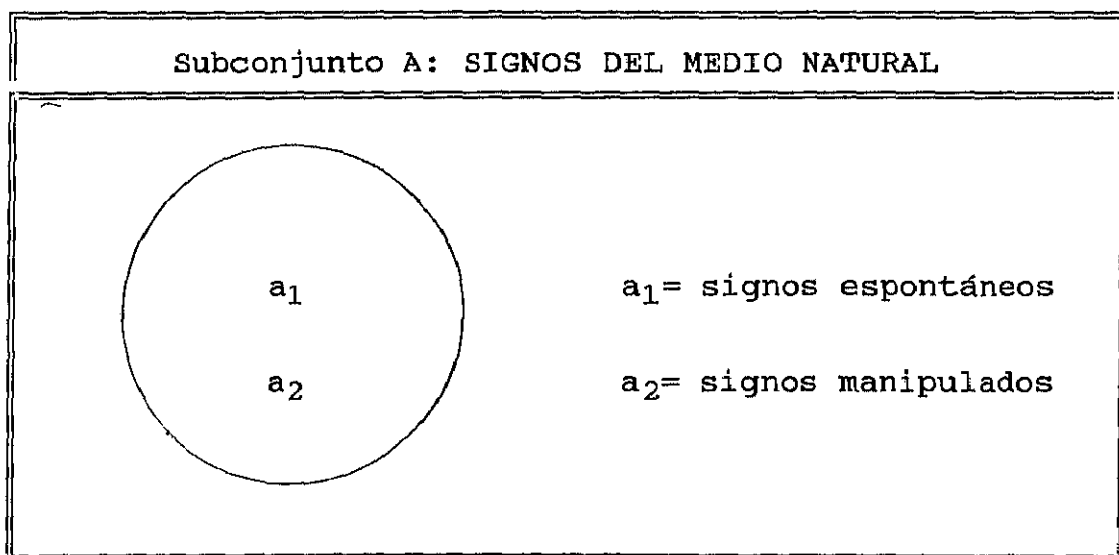 Subconjunto A: SIGNOS DEL MEDIO NATURAL
a₁ a₁= signos espontáneos
a₂ a₂= signos manipulados